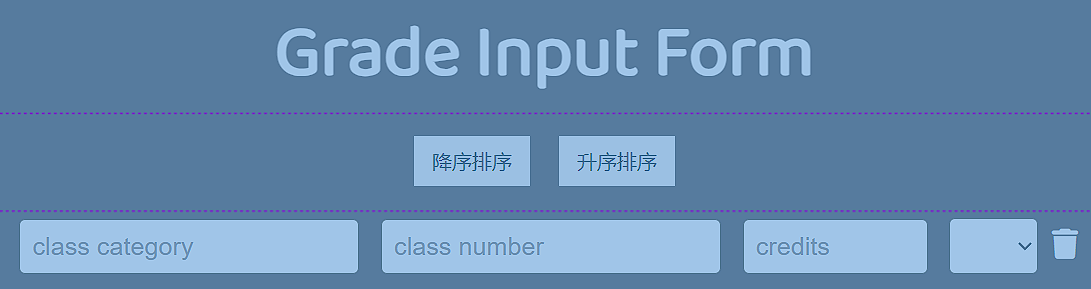 Grade Input Form
降序排序 升序排序
class category class number credits